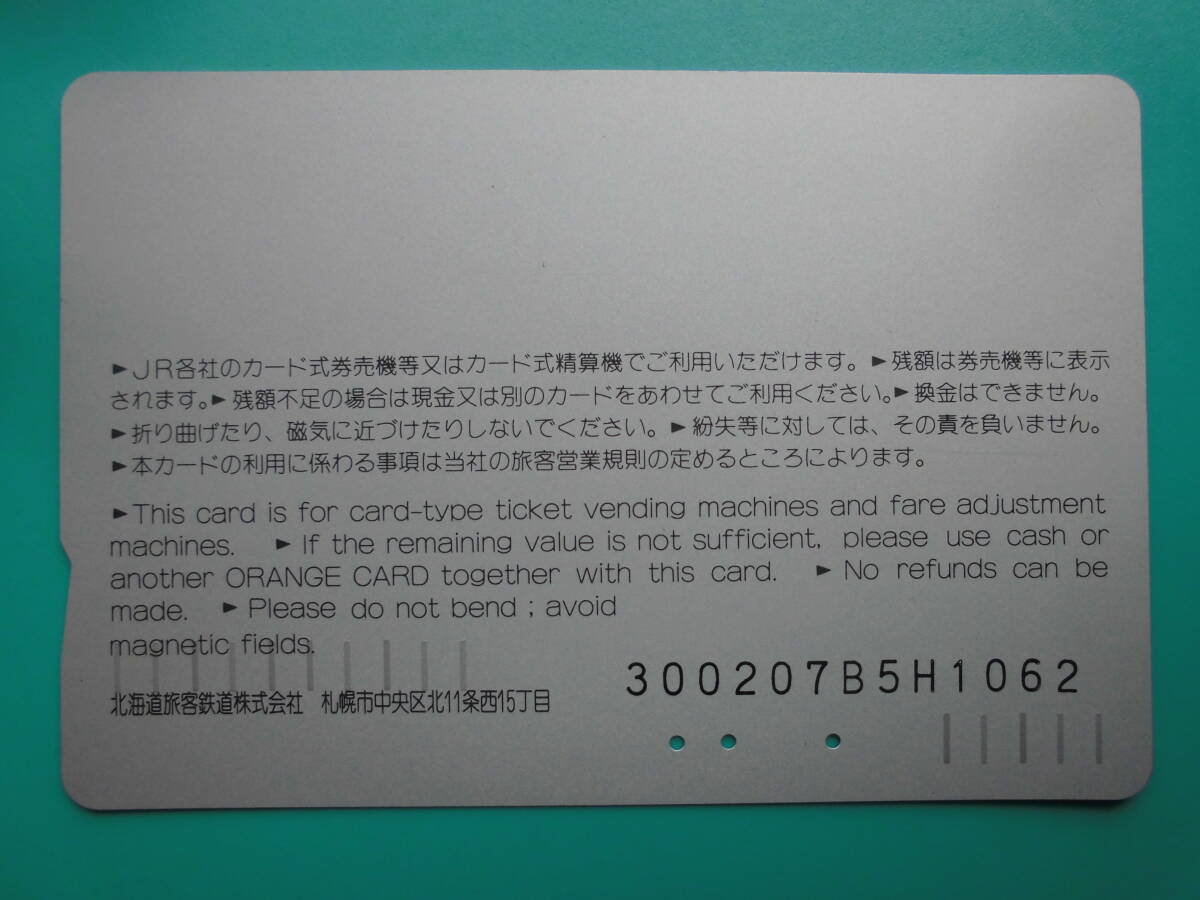 ►JR各社のカード式券売機等又はカード式精算機でご利用いただけます。►残額は券売機等に表示
されます。►残額不足の場合は現金又は別のカードをあわせてご利用ください。►換金はできません。
►折り曲げたり、磁気に近づけたりしないでください。►紛失等に対しては、その責を負いません。
►本カードの利用に係わる事項は当社の旅客営業規則の定めるところによります。
►This card is for card-type ticket vending machines and fare adjustment
machines. ►If the remaining value is not sufficient, please use cash or
another ORANGE CARD together with this card. ►No refunds can be
made. ►Please do not bend ; avoid
magnetic fields.
300207B5H1062
北海道旅客鉄道株式会社 札幌市中央区北11条西15丁目